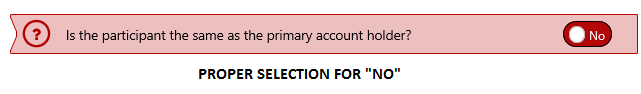 ? Is the participant the same as the primary account holder? No
PROPER SELECTION FOR "NO"